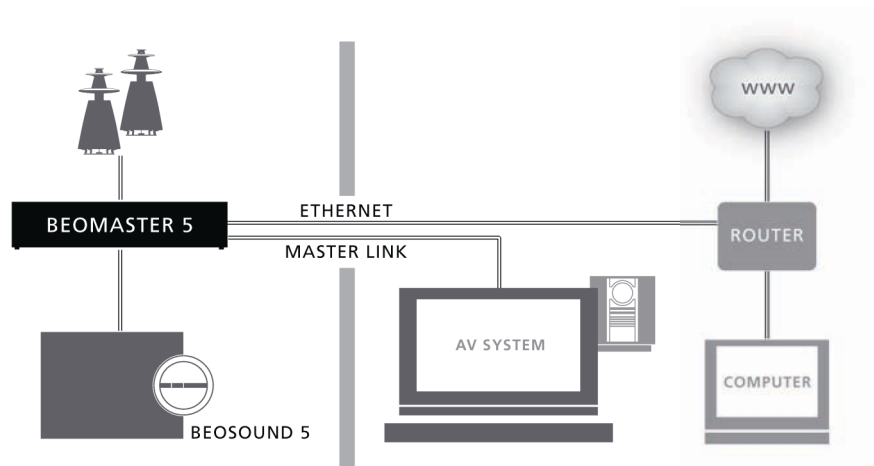 WWW
ETHERNET
BEOMASTER 5
ROUTER
MASTER LINK
AV SYSTEM
COMPUTER
BEOSOUND 5